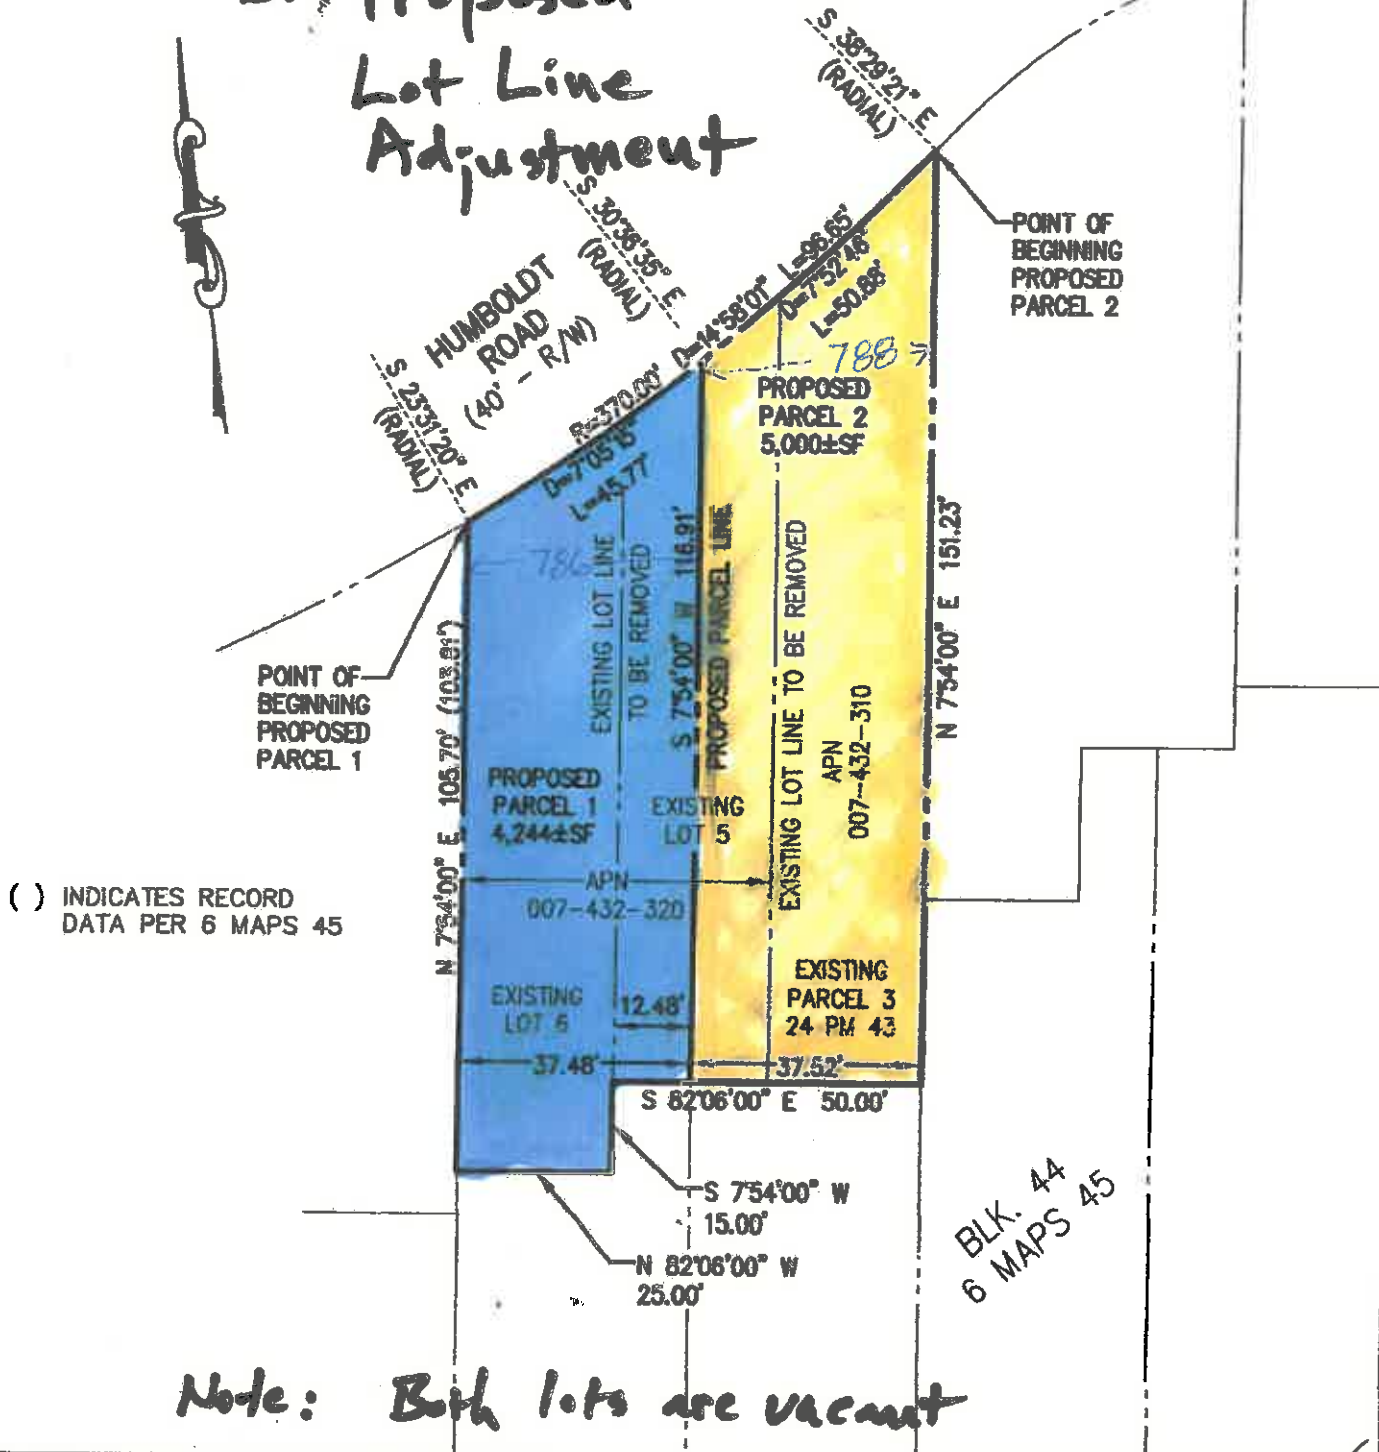 Proposed
Lot Line
Adjustment
S 38°29'21" E
(RADIAL)
S 30°36'35" E
(RADIAL)
HUMBOLDT
ROAD
(40' - R/W)
S 23°31'20" E
(RADIAL)
R=370.00' D=14°58'01" L=96.65'
D=7°52'46"
L=50.88'
D=7°05'15"
L=45.77'
POINT OF
BEGINNING
PROPOSED
PARCEL 2
788
PROPOSED
PARCEL 2
5,000±SF
786
EXISTING LOT LINE
TO BE REMOVED
S 7°54'00" W 116.91'
PROPOSED PARCEL LINE
EXISTING LOT LINE TO BE REMOVED
APN
007-432-310
N 7°54'00" E 151.23'
POINT OF
BEGINNING
PROPOSED
PARCEL 1
N 7°54'00" E 105.70' (103.91')
PROPOSED
PARCEL 1
4,244±SF
EXISTING
LOT 5
APN
007-432-320
( ) INDICATES RECORD
DATA PER 6 MAPS 45
EXISTING
LOT 6
12.48'
EXISTING
PARCEL 3
24 PM 43
37.48'
37.52'
S 82°06'00" E 50.00'
S 7°54'00" W
15.00'
N 82°06'00" W
25.00'
BLK. 44
6 MAPS 45
Note: Both lots are vacant